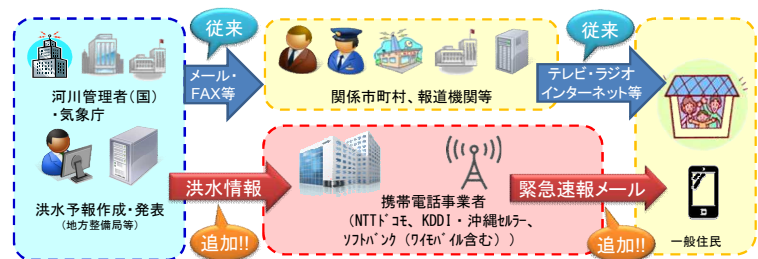 従来
従来
メール・
FAX等
テレビ・ラジオ
インターネット等
河川管理者(国)
・気象庁
関係市町村、報道機関等
洪水予報作成・発表
(地方整備局等)
洪水情報
追加!!
携帯電話事業者
(NTTﾄﾞｺﾓ、KDDI・沖縄ｾﾙﾗｰ、
ｿﾌﾄﾊﾞﾝｸ (ﾜｲﾓﾊﾞｲﾙ含む))
緊急速報メール
追加!!
一般住民